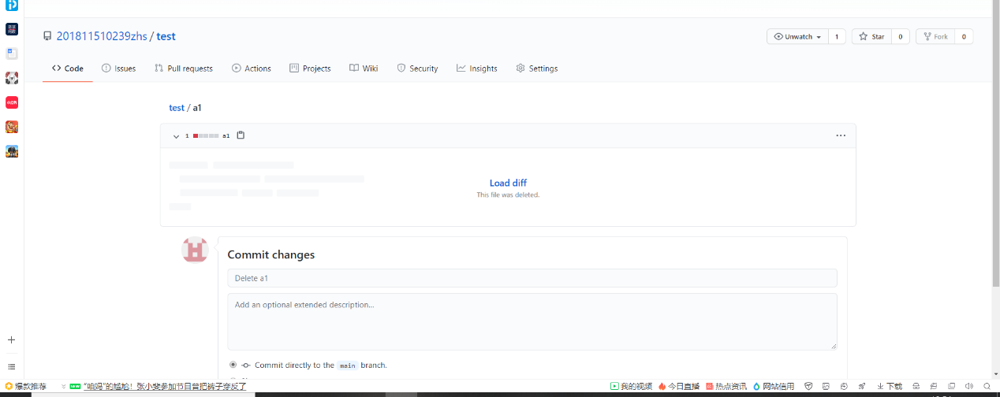 201811510239zhs / test
Unwatch 1 Star 0 Fork 0
Code Issues Pull requests Actions Projects Wiki Security Insights Settings
test / a1
1 a1
Load diff
This file was deleted.
Commit changes
Delete a1
Add an optional extended description...
Commit directly to the main branch.
爆款推荐 NEW “咱妈”的尴尬！张小斐参加节目曾把裤子穿反了 我的视频 今日直播 热点资讯 网站信用 下载